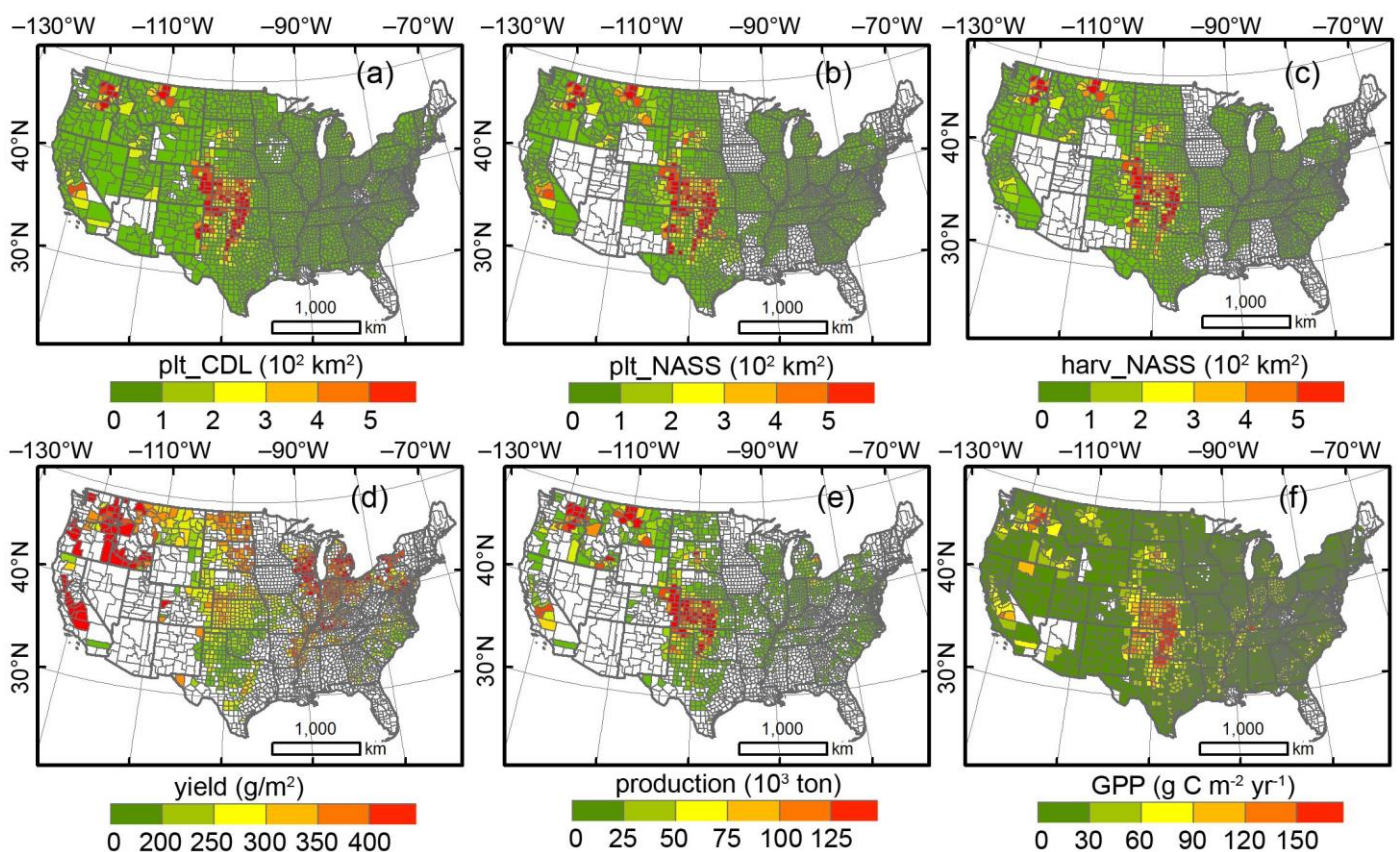 −130°W −110°W −90°W −70°W −130°W −110°W −90°W −70°W −130°W −110°W −90°W −70°W
(a) (b) (c)
40°N 40°N 40°N
30°N 30°N 30°N
1,000 1,000 1,000
km km km
plt_CDL (10² km²) plt_NASS (10² km²) harv_NASS (10² km²)
0 1 2 3 4 5 0 1 2 3 4 5 0 1 2 3 4 5
−130°W −110°W −90°W −70°W −130°W −110°W −90°W −70°W −130°W −110°W −90°W −70°W
(d) (e) (f)
40°N 40°N 40°N
30°N 30°N 30°N
1,000 1,000 1,000
km km km
yield (g/m²) production (10³ ton) GPP (g C m⁻² yr⁻¹)
0 200 250 300 350 400 0 25 50 75 100 125 0 30 60 90 120 150